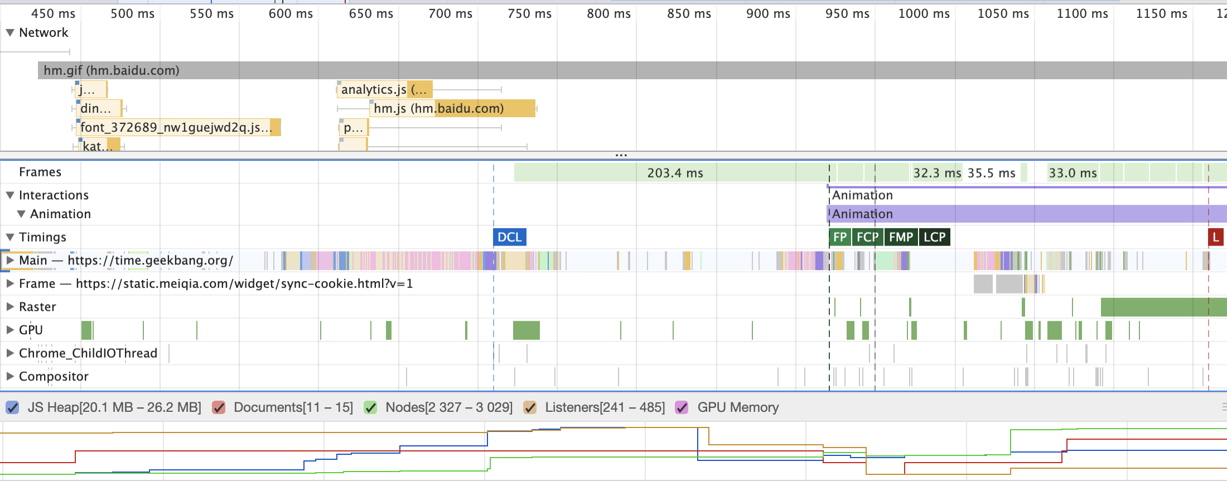 450 ms 500 ms 550 ms 600 ms 650 ms 700 ms 750 ms 800 ms 850 ms 900 ms 950 ms 1000 ms 1050 ms 1100 ms 1150 ms 12
Network
hm.gif (hm.baidu.com)
j... analytics.js (...
din... hm.js (hm.baidu.com)
font_372689_nw1guejwd2q.js... p...
kat...
...
Frames 203.4 ms 32.3 ms 35.5 ms 33.0 ms
Interactions Animation
Animation Animation
Timings DCL FP FCP FMP LCP L
Main — https://time.geekbang.org/
Frame — https://static.meiqia.com/widget/sync-cookie.html?v=1
Raster
GPU
Chrome_ChildIOThread
Compositor
JS Heap[20.1 MB – 26.2 MB] Documents[11 – 15] Nodes[2 327 – 3 029] Listeners[241 – 485] GPU Memory